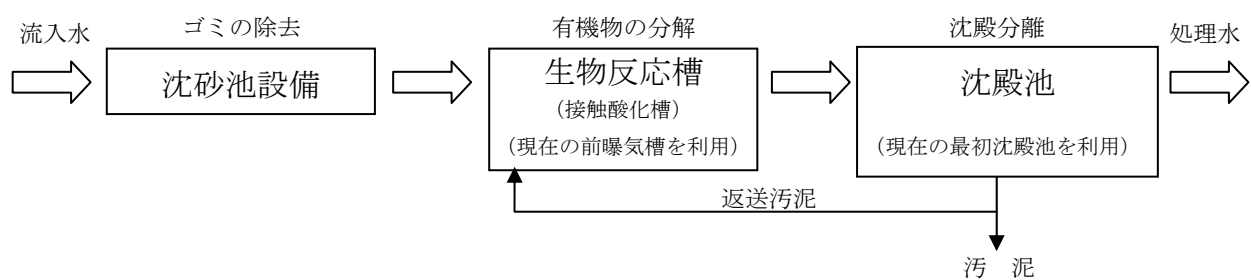 流入水
ゴミの除去
沈砂池設備
有機物の分解
生物反応槽
（接触酸化槽）
（現在の前曝気槽を利用）
沈殿分離
沈殿池
（現在の最初沈殿池を利用）
処理水
返送汚泥
汚　泥